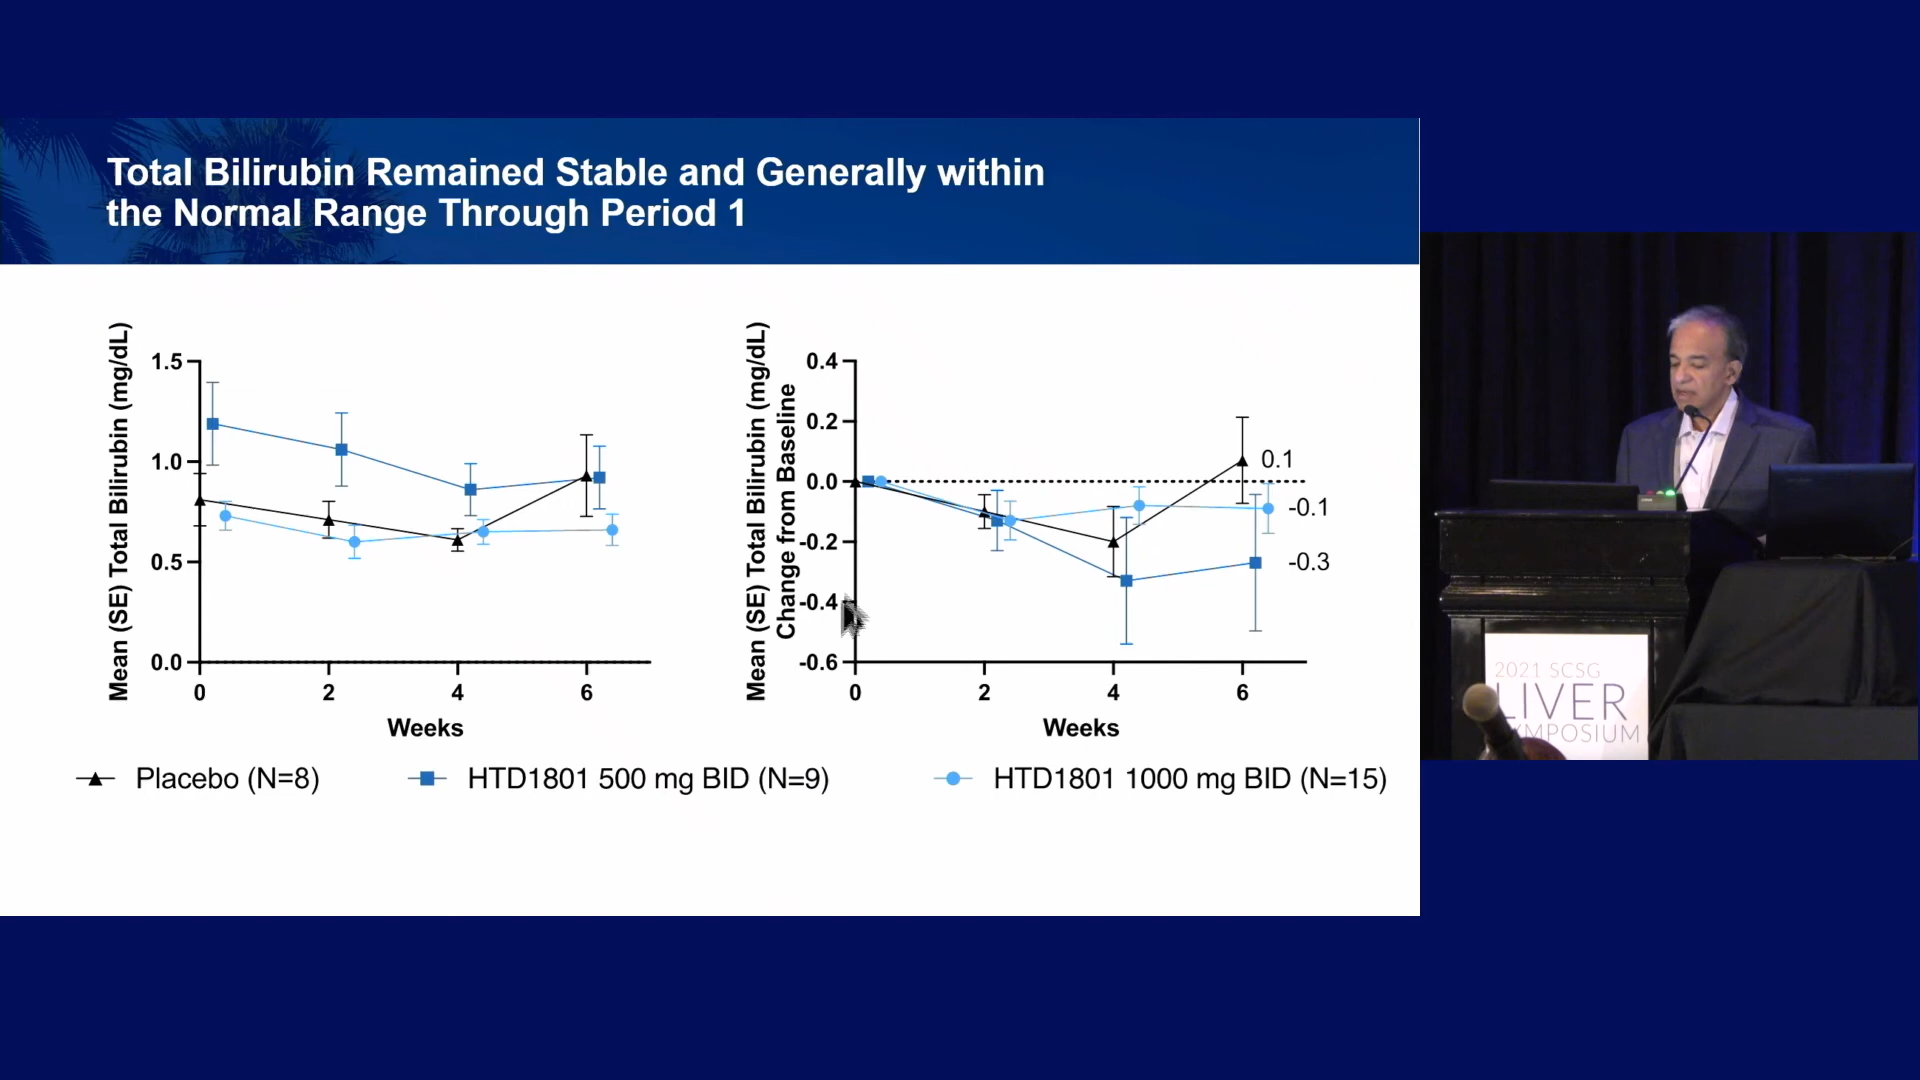 Total Bilirubin Remained Stable and Generally within
the Normal Range Through Period 1
Mean (SE) Total Bilirubin (mg/dL)
1.5
1.0
0.5
0.0
0
2
4
6
Weeks
Mean (SE) Total Bilirubin (mg/dL)
Change from Baseline
0.4
0.2
0.0
-0.2
-0.4
-0.6
0
2
4
6
Weeks
0.1
-0.1
-0.3
Placebo (N=8)
HTD1801 500 mg BID (N=9)
HTD1801 1000 mg BID (N=15)
2021 SCSG
LIVER
SYMPOSIUM